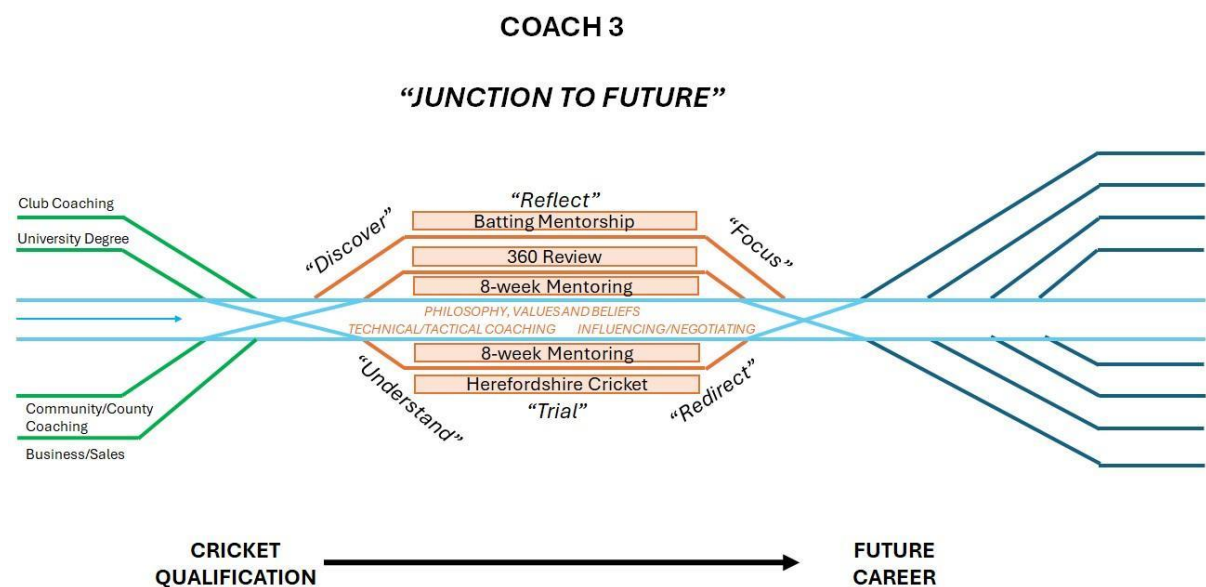 COACH 3
“JUNCTION TO FUTURE”
Club Coaching
University Degree
“Discover”
“Reflect”
Batting Mentorship
360 Review
8-week Mentoring
“Focus”
PHILOSOPHY, VALUES AND BELIEFS
TECHNICAL/TACTICAL COACHING
INFLUENCING/NEGOTIATING
8-week Mentoring
Herefordshire Cricket
“Understand”
“Trial”
“Redirect”
Community/County
Coaching
Business/Sales
CRICKET
QUALIFICATION
FUTURE
CAREER